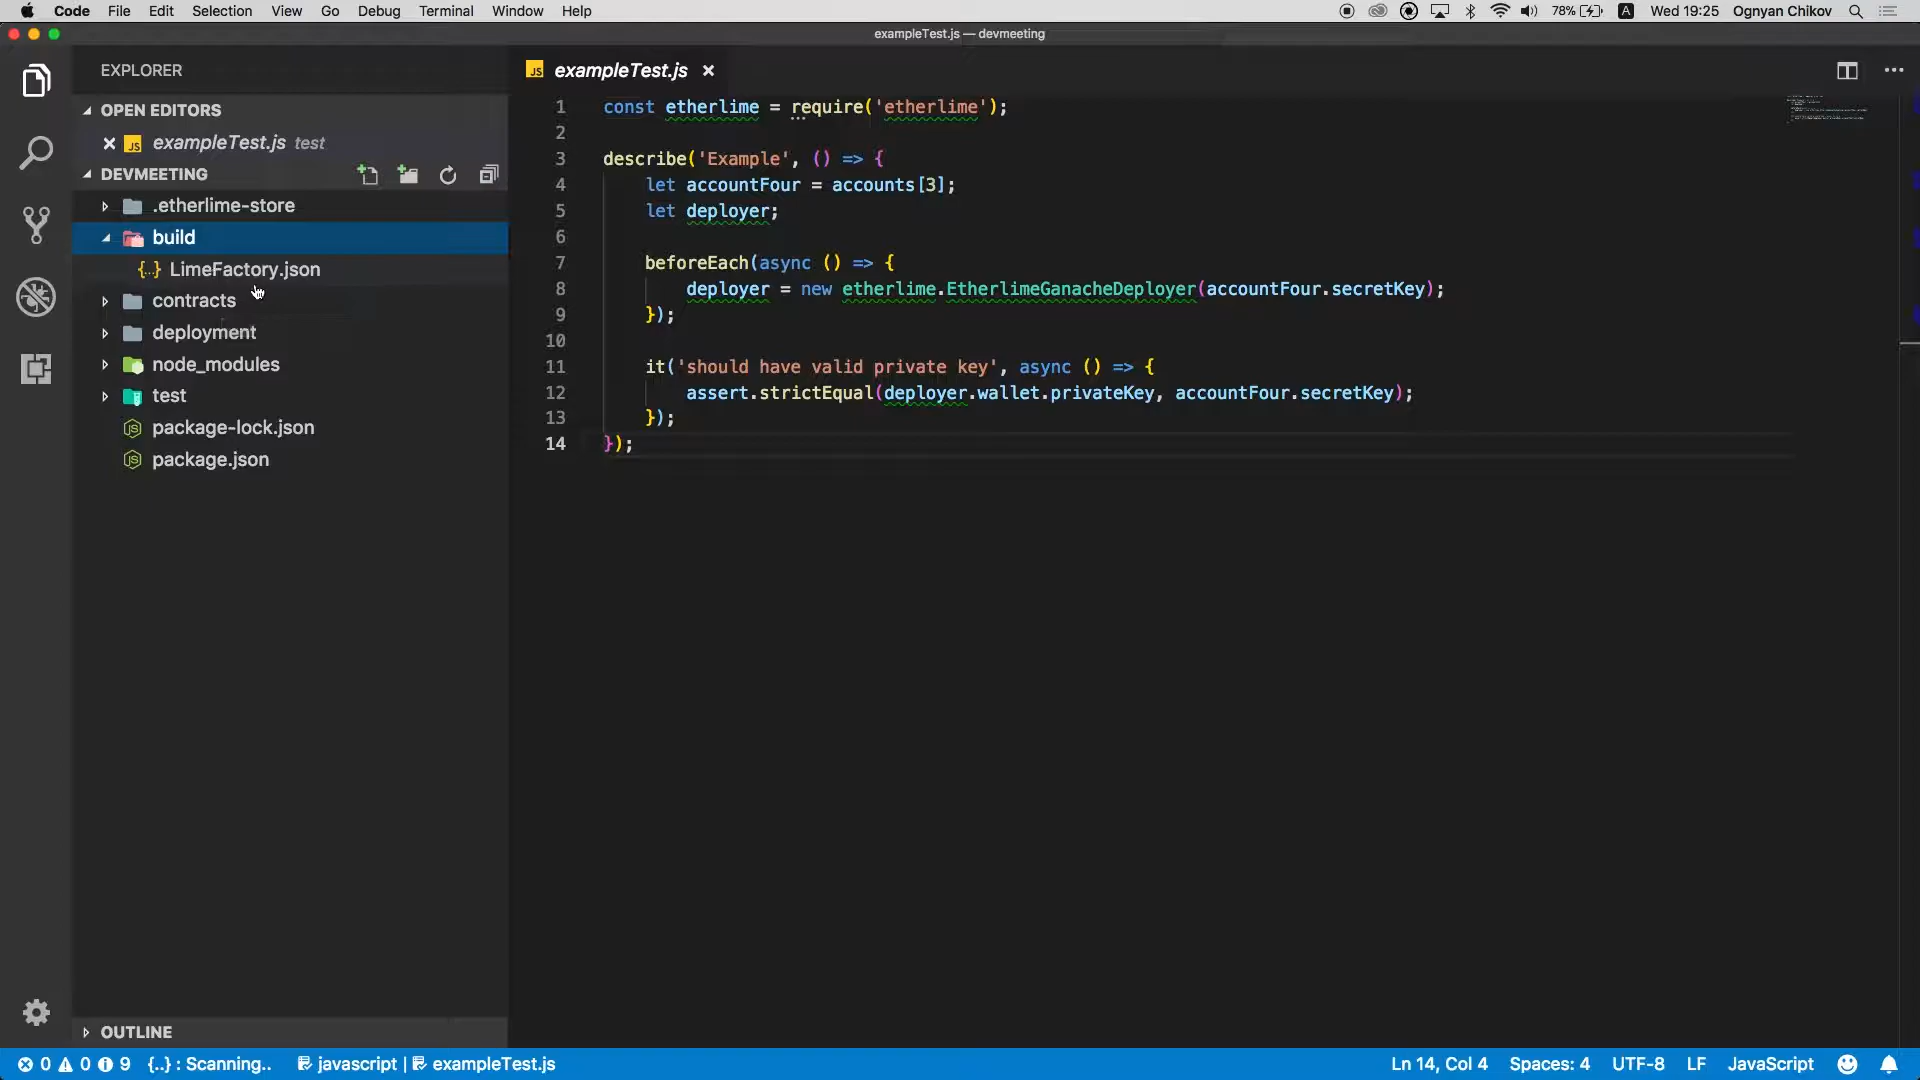 Code File Edit Selection View Go Debug Terminal Window Help 78% A Wed 19:25 Ognyan Chikov
exampleTest.js — devmeeting
EXPLORER
OPEN EDITORS
exampleTest.js test
DEVMEETING
.etherlime-store
build
LimeFactory.json
contracts
deployment
node_modules
test
package-lock.json
package.json
OUTLINE
JS exampleTest.js
1 const etherlime = require('etherlime');
2
3 describe('Example', () => {
4 let accountFour = accounts[3];
5 let deployer;
6
7 beforeEach(async () => {
8 deployer = new etherlime.EtherlimeGanacheDeployer(accountFour.secretKey);
9 });
10
11 it('should have valid private key', async () => {
12 assert.strictEqual(deployer.wallet.privateKey, accountFour.secretKey);
13 });
14 });
0 0 9 {..} : Scanning.. javascript | exampleTest.js Ln 14, Col 4 Spaces: 4 UTF-8 LF JavaScript